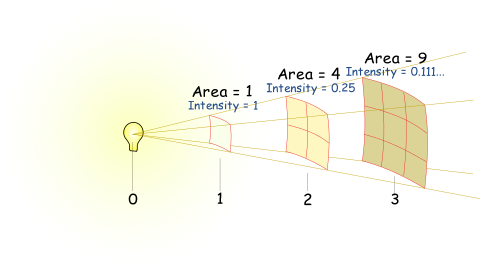 Area = 9
Intensity = 0.111...
Area = 4
Intensity = 0.25
Area = 1
Intensity = 1
0
1
2
3